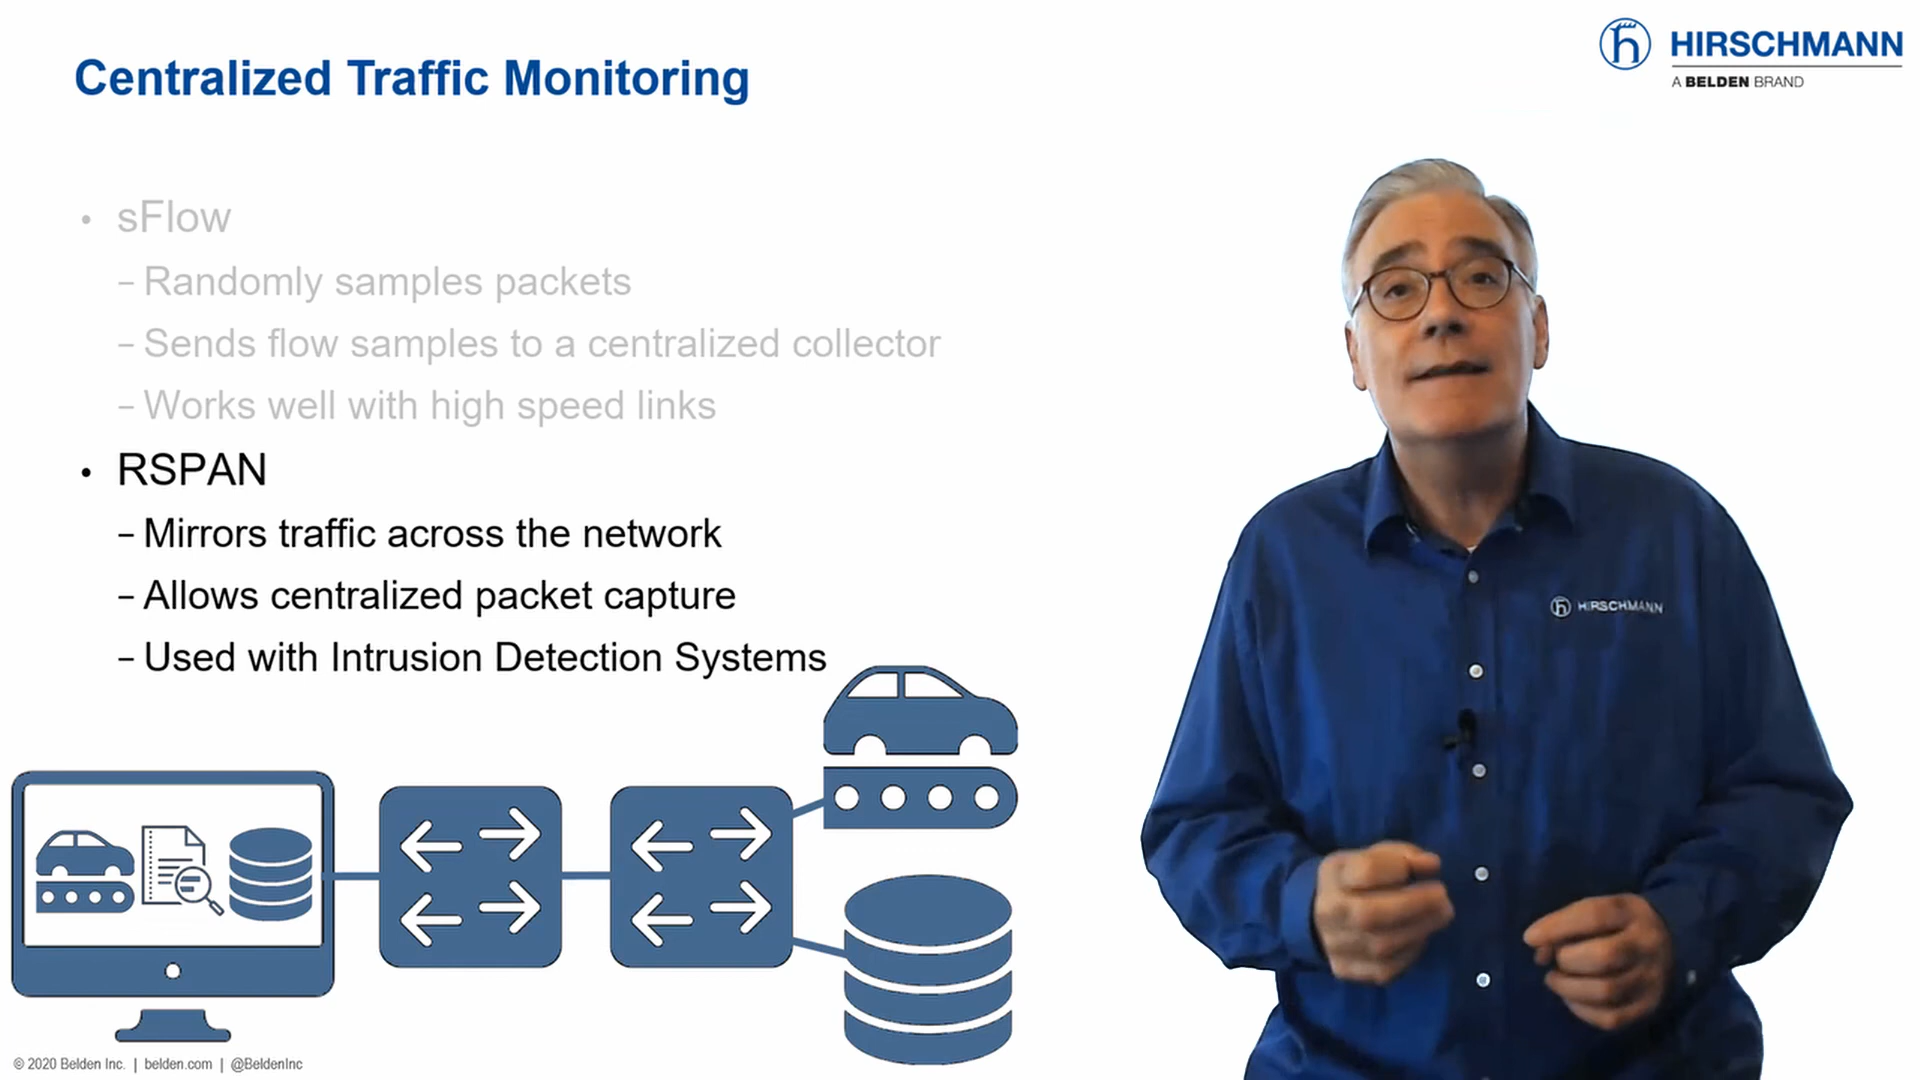 Centralized Traffic Monitoring
HIRSCHMANN
A BELDEN BRAND
• sFlow
– Randomly samples packets
– Sends flow samples to a centralized collector
– Works well with high speed links
• RSPAN
– Mirrors traffic across the network
– Allows centralized packet capture
– Used with Intrusion Detection Systems
HIRSCHMANN
© 2020 Belden Inc. | belden.com | @BeldenInc